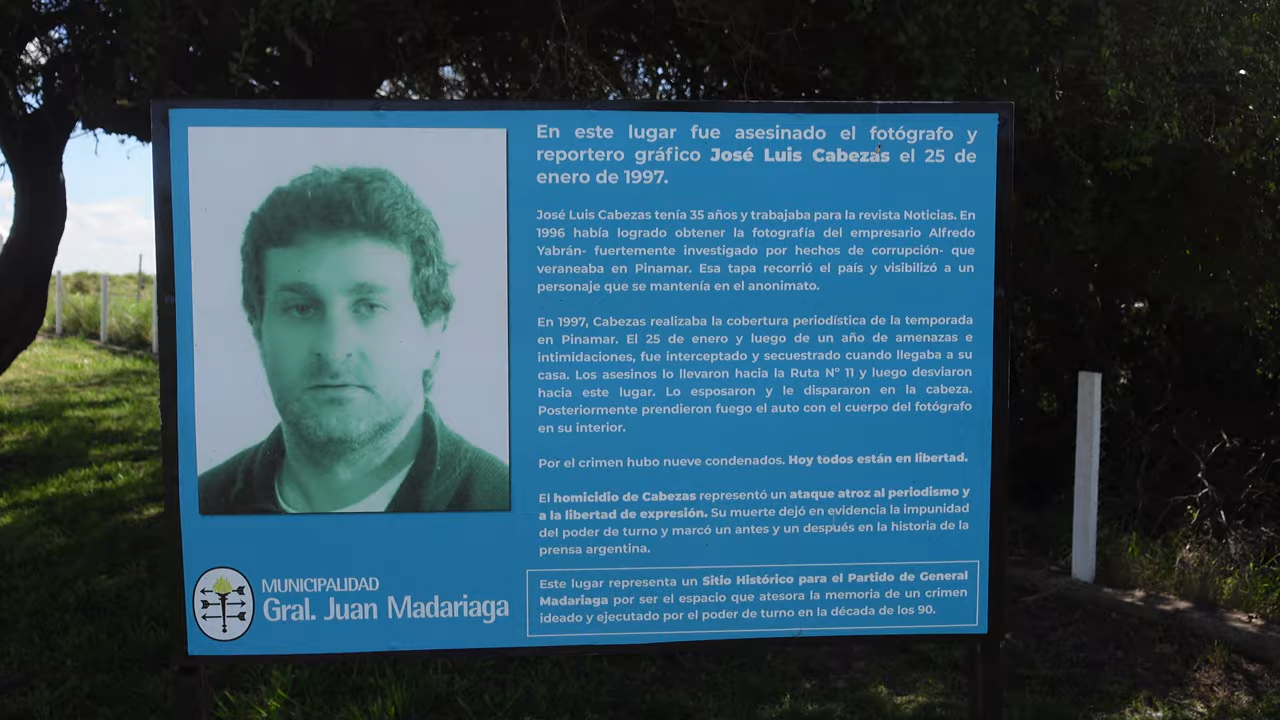 En este lugar fue asesinado el fotógrafo y
reportero gráfico José Luis Cabezas el 25 de
enero de 1997.
José Luis Cabezas tenía 35 años y trabajaba para la revista Noticias. En
1996 había logrado obtener la fotografía del empresario Alfredo
Yabrán- fuertemente investigado por hechos de corrupción- que
veraneaba en Pinamar. Esa tapa recorrió el país y visibilizó a un
personaje que se mantenía en el anonimato.
En 1997, Cabezas realizaba la cobertura periodística de la temporada
en Pinamar. El 25 de enero y luego de un año de amenazas e
intimidaciones, fue interceptado y secuestrado cuando llegaba a su
casa. Los asesinos lo llevaron hacia la Ruta Nº 11 y luego desviaron
hacia este lugar. Lo esposaron y le dispararon en la cabeza.
Posteriormente prendieron fuego el auto con el cuerpo del fotógrafo
en su interior.
Por el crimen hubo nueve condenados. Hoy todos están en libertad.
El homicidio de Cabezas representó un ataque atroz al periodismo y
a la libertad de expresión. Su muerte dejó en evidencia la impunidad
del poder de turno y marcó un antes y un después en la historia de la
prensa argentina.
Este lugar representa un Sitio Histórico para el Partido de General
Madariaga por ser el espacio que atesora la memoria de un crimen
ideado y ejecutado por el poder de turno en la década de los 90.
MUNICIPALIDAD
Gral. Juan Madariaga